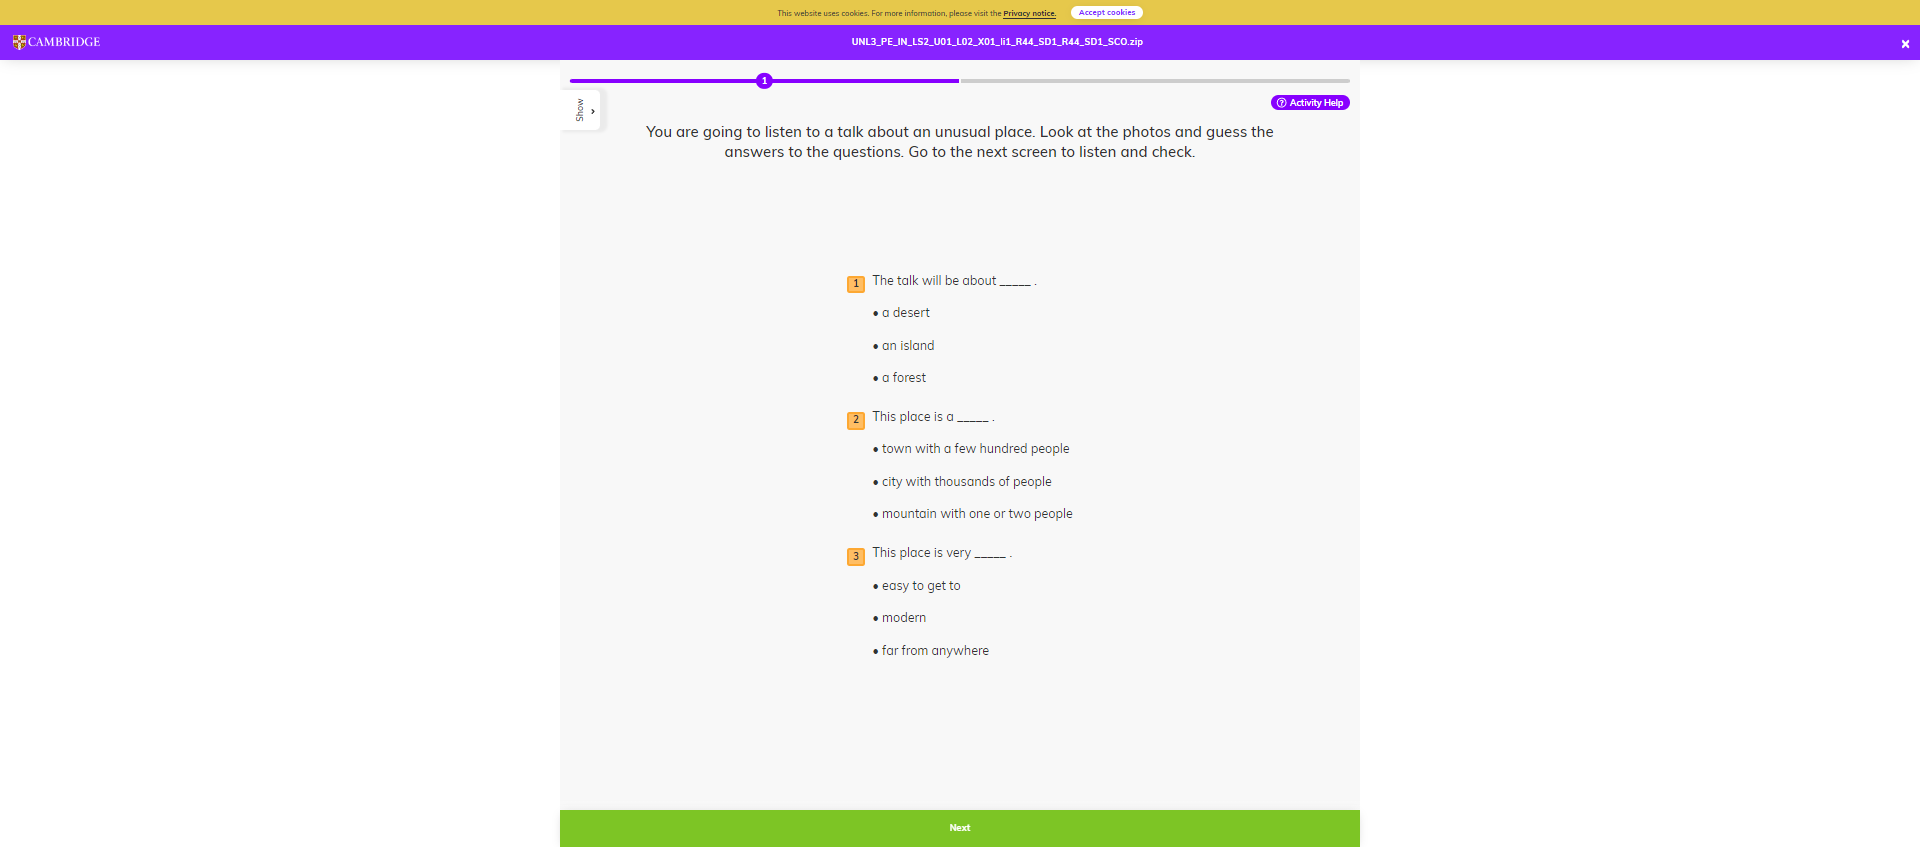 This website uses cookies. For more information, please visit the Privacy notice. Accept cookies
CAMBRIDGE
UNL3_PE_IN_LS2_U01_L02_X01_li1_R44_SD1_R44_SD1_SCO.zip
1
Show
Activity Help
You are going to listen to a talk about an unusual place. Look at the photos and guess the
answers to the questions. Go to the next screen to listen and check.
1 The talk will be about _____ .
• a desert
• an island
• a forest
2 This place is a _____ .
• town with a few hundred people
• city with thousands of people
• mountain with one or two people
3 This place is very _____ .
• easy to get to
• modern
• far from anywhere
Next